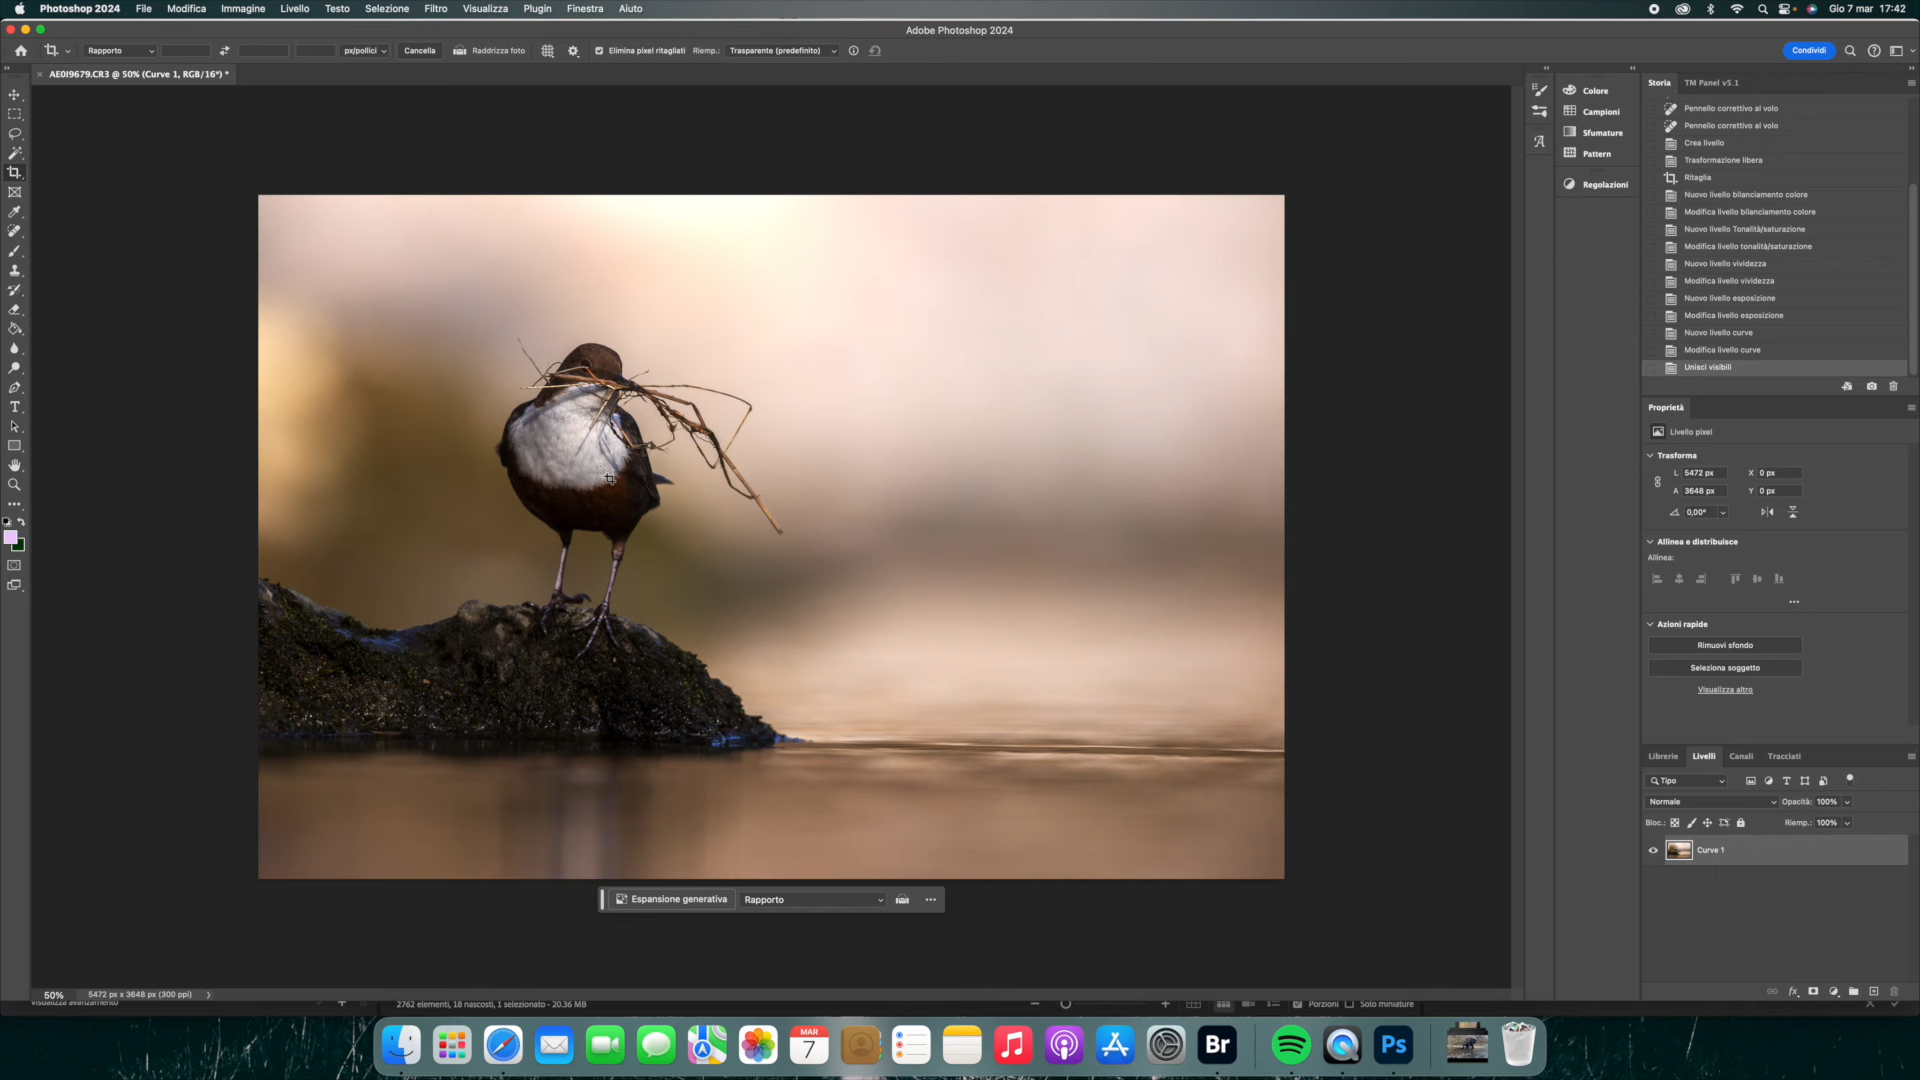 Photoshop 2024 File Modifica Immagine Livello Testo Selezione Filtro Visualizza Plugin Finestra Aiuto Gio 7 mar 17:42
Adobe Photoshop 2024
Rapporto px/pollici Cancella Raddrizza foto Elimina pixel ritagliati Riemp.: Trasparente (predefinito) Condividi
AE0I9679.CR3 @ 50% (Curve 1, RGB/16*) *
Colore
Campioni
Sfumature
Pattern
Regolazioni
Storia TM Panel v5.1
Pennello correttivo al volo
Pennello correttivo al volo
Crea livello
Trasformazione libera
Ritaglia
Nuovo livello bilanciamento colore
Modifica livello bilanciamento colore
Nuovo livello Tonalità/saturazione
Modifica livello tonalità/saturazione
Nuovo livello vividezza
Modifica livello vividezza
Nuovo livello esposizione
Modifica livello esposizione
Nuovo livello curve
Modifica livello curve
Unisci visibili
Proprietà
Livello pixel
Trasforma
L 5472 px X 0 px
A 3648 px Y 0 px
0,00°
Allinea e distribuisce
Allinea:
Azioni rapide
Rimuovi sfondo
Seleziona soggetto
Visualizza altro
Librerie Livelli Canali Tracciati
Tipo
Normale Opacità: 100%
Bloc.: Riemp.: 100%
Curve 1
Espansione generativa Rapporto
50% 5472 px x 3648 px (300 ppi)
Visualizza avanzamento 2762 elementi, 18 nascosti, 1 selezionato - 20.36 MB Porzioni Solo miniature
MAR
7
Br
Ps